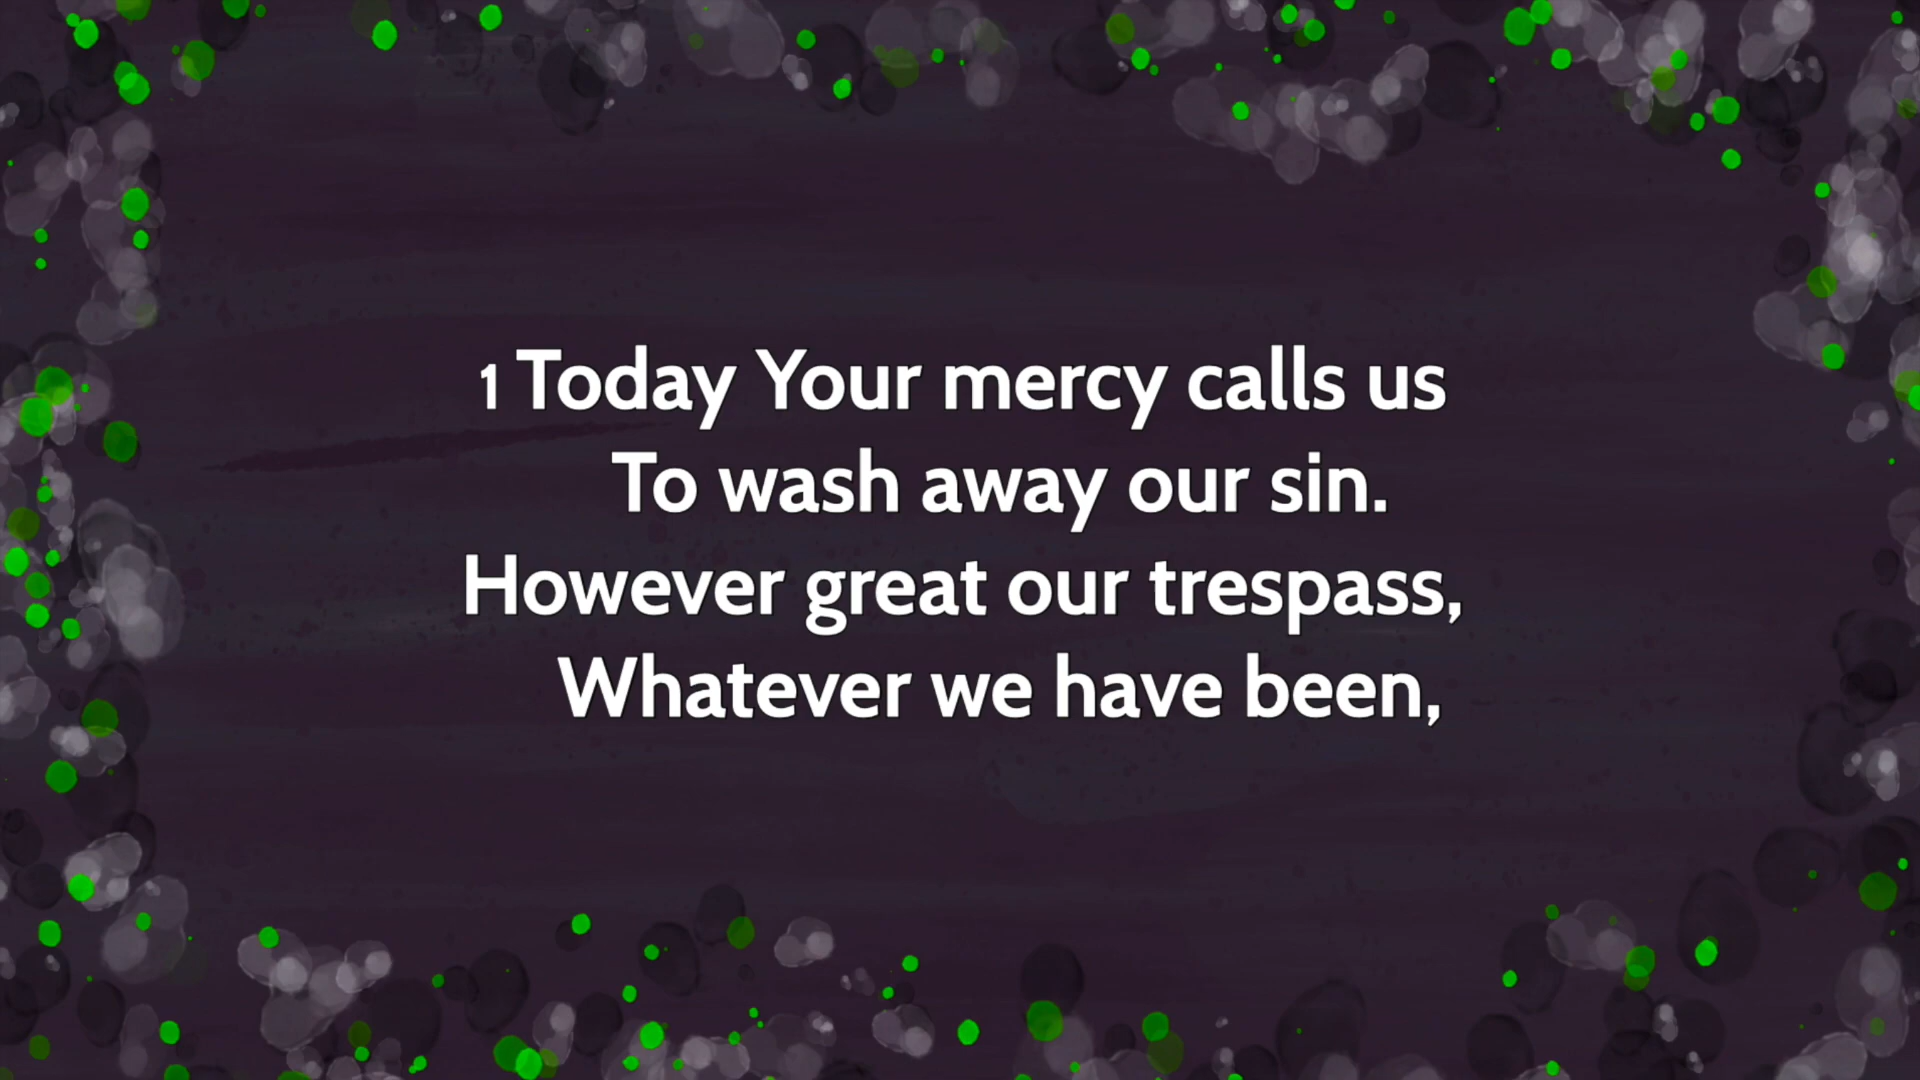 1 Today Your mercy calls us
To wash away our sin.
However great our trespass,
Whatever we have been,